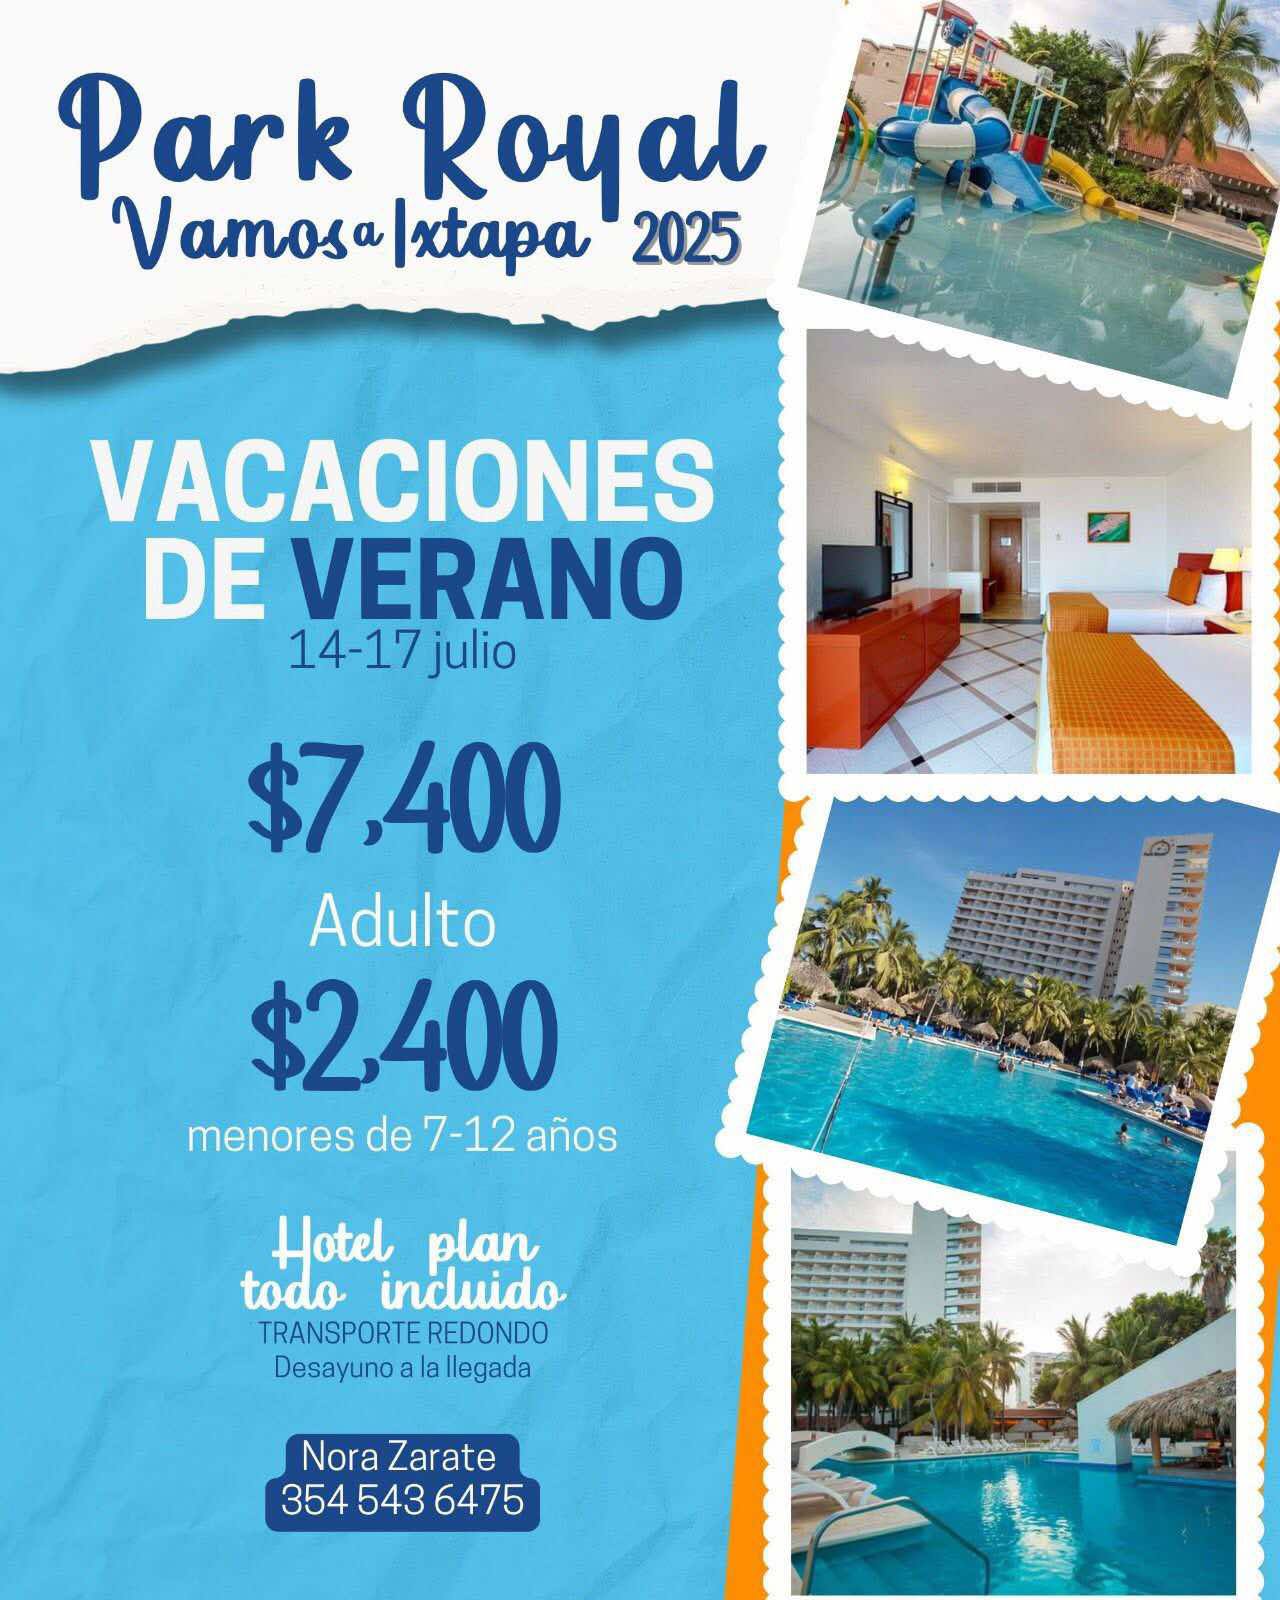 Park Royal
Vamos a Ixtapa 2025
VACACIONES
DE VERANO
14-17 julio
$7,400
Adulto
$2,400
menores de 7-12 años
Hotel plan
todo incluido
TRANSPORTE REDONDO
Desayuno a la llegada
Nora Zarate
354 543 6475